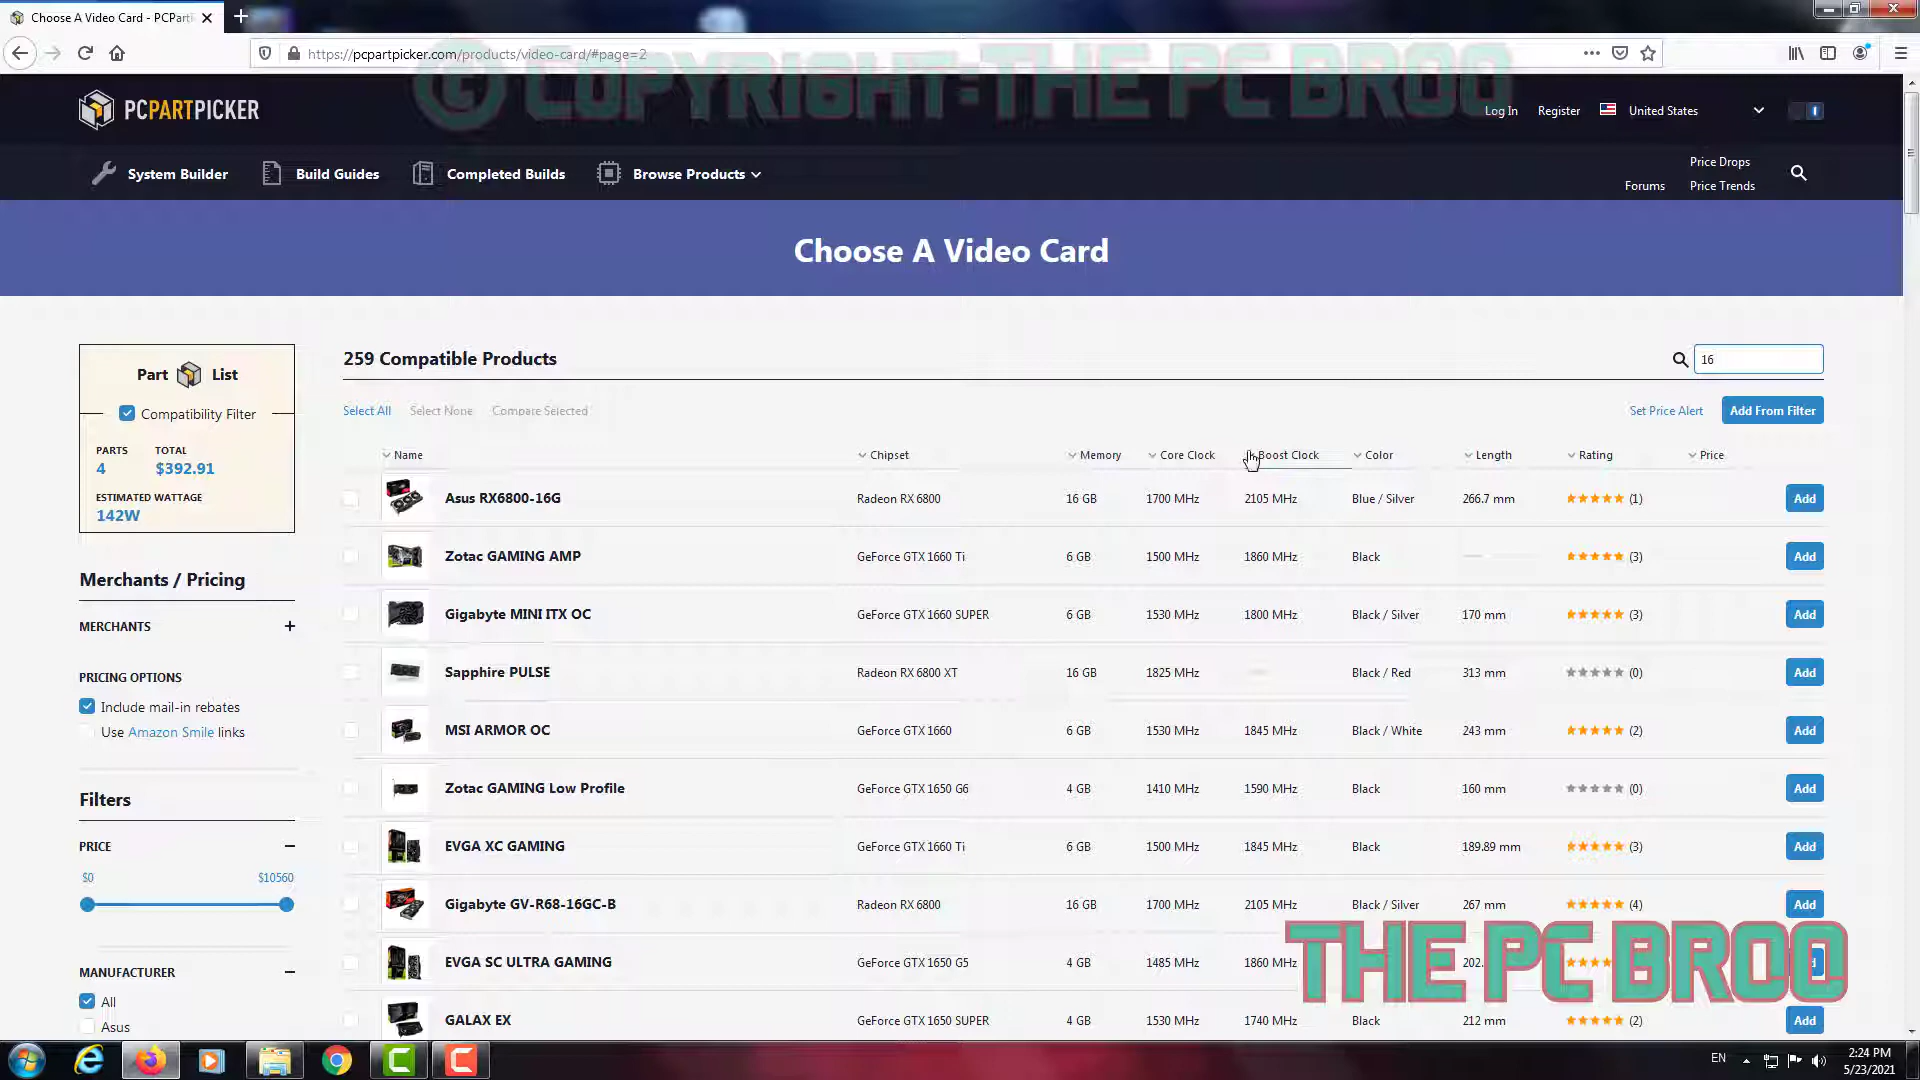 Choose A Video Card - PCParti
https://pcpartpicker.com/products/video-card/#page=2
© COPYRIGHT:THE PC BROO
PCPARTPICKER
Log In Register United States
System Builder Build Guides Completed Builds Browse Products
Price Drops
Forums Price Trends
Choose A Video Card
Part List
Compatibility Filter
PARTS TOTAL
4 $392.91
ESTIMATED WATTAGE
142W
Merchants / Pricing
MERCHANTS
PRICING OPTIONS
Include mail-in rebates
Use Amazon Smile links
Filters
PRICE
$0 $10560
MANUFACTURER
All
Asus
259 Compatible Products 16
Select All Select None Compare Selected Set Price Alert Add From Filter
Name Chipset Memory Core Clock Boost Clock Color Length Rating Price
Asus RX6800-16G Radeon RX 6800 16 GB 1700 MHz 2105 MHz Blue / Silver 266.7 mm (1) Add
Zotac GAMING AMP GeForce GTX 1660 Ti 6 GB 1500 MHz 1860 MHz Black (3) Add
Gigabyte MINI ITX OC GeForce GTX 1660 SUPER 6 GB 1530 MHz 1800 MHz Black / Silver 170 mm (3) Add
Sapphire PULSE Radeon RX 6800 XT 16 GB 1825 MHz Black / Red 313 mm (0) Add
MSI ARMOR OC GeForce GTX 1660 6 GB 1530 MHz 1845 MHz Black / White 243 mm (2) Add
Zotac GAMING Low Profile GeForce GTX 1650 G6 4 GB 1410 MHz 1590 MHz Black 160 mm (0) Add
EVGA XC GAMING GeForce GTX 1660 Ti 6 GB 1500 MHz 1845 MHz Black 189.89 mm (3) Add
Gigabyte GV-R68-16GC-B Radeon RX 6800 16 GB 1700 MHz 2105 MHz Black / Silver 267 mm (4) Add
EVGA SC ULTRA GAMING GeForce GTX 1650 G5 4 GB 1485 MHz 1860 MHz 202.
GALAX EX GeForce GTX 1650 SUPER 4 GB 1530 MHz 1740 MHz Black 212 mm (2) Add
THE PC BROO
EN 2:24 PM
5/23/2021